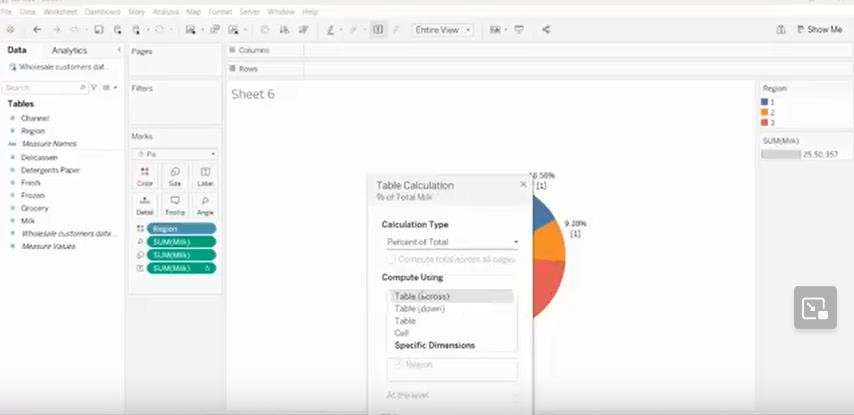 File Data Worksheet Dashboard Story Analysis Map Format Server Window Help
Entire View
Show Me
Data Analytics
Wholesale customers dat...
Search
Tables
Channel
Region
Measure Names
Delicassen
Detergents Paper
Fresh
Frozen
Grocery
Milk
Wholesale customers data ...
Measure Values
Pages
Filters
Marks
Pie
Color Size Label
Detail Tooltip Angle
Region
SUM(Milk)
SUM(Milk)
SUM(Milk)
Columns
Rows
Sheet 6
Table Calculation
% of Total Milk
Calculation Type
Percent of Total
Compute total across all pages
Compute Using
Table (across)
Table (down)
Table
Cell
Specific Dimensions
Region
At the level
[1]
9.38%
[1]
Region
1
2
3
SUM(Milk)
25,50,357